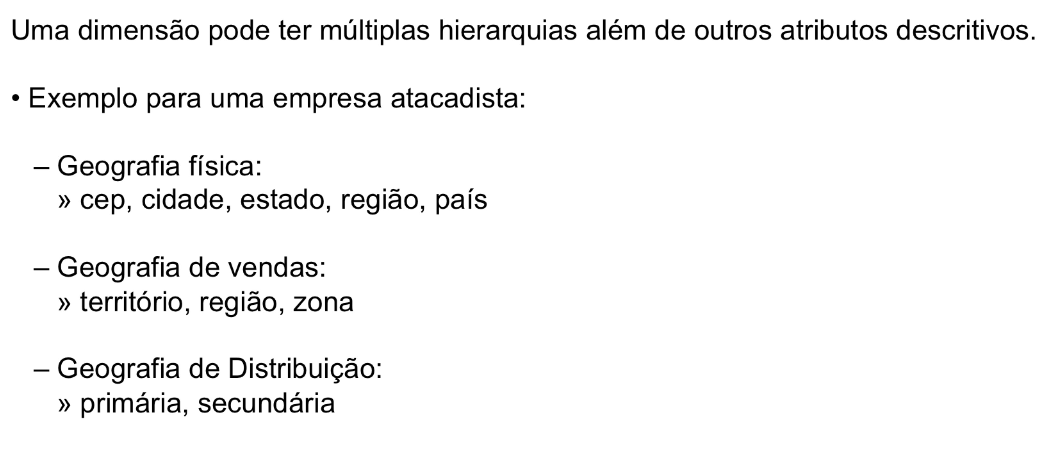 Uma dimensão pode ter múltiplas hierarquias além de outros atributos descritivos.
• Exemplo para uma empresa atacadista:
– Geografia física:
» cep, cidade, estado, região, país
– Geografia de vendas:
» território, região, zona
– Geografia de Distribuição:
» primária, secundária